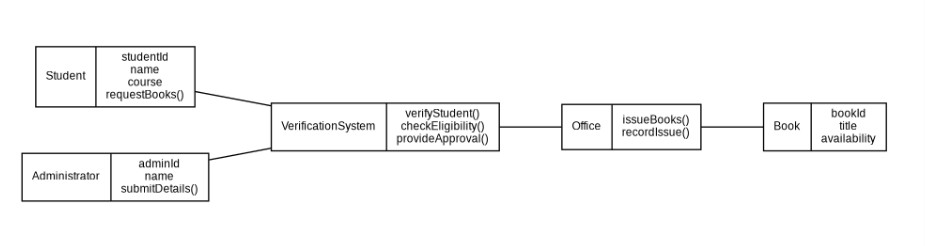 Student
studentId
name
course
requestBooks()
Administrator
adminId
name
submitDetails()
VerificationSystem
verifyStudent()
checkEligibility()
provideApproval()
Office
issueBooks()
recordIssue()
Book
bookId
title
availability